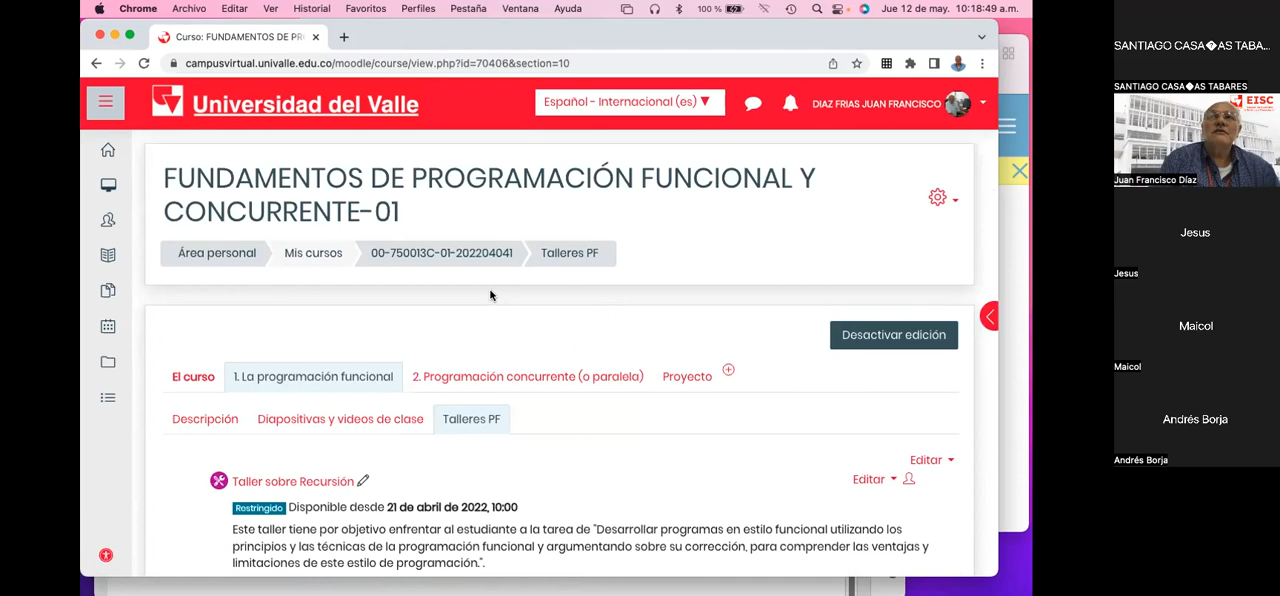 Chrome Archivo Editar Ver Historial Favoritos Perfiles Pestaña Ventana Ayuda 100 % Jue 12 de may. 10:18:49 a.m.
Curso: FUNDAMENTOS DE PR
campusvirtual.univalle.edu.co/moodle/course/view.php?id=70406&section=10
Universidad del Valle
Español - Internacional (es) ▼
DIAZ FRIAS JUAN FRANCISCO
FUNDAMENTOS DE PROGRAMACIÓN FUNCIONAL Y
CONCURRENTE-01
Área personal Mis cursos 00-750013C-01-202204041 Talleres PF
Desactivar edición
El curso 1. La programación funcional 2. Programación concurrente (o paralela) Proyecto
Descripción Diapositivas y videos de clase Talleres PF
Editar
Taller sobre Recursión Editar
Restringido Disponible desde 21 de abril de 2022, 10:00
Este taller tiene por objetivo enfrentar al estudiante a la tarea de "Desarrollar programas en estilo funcional utilizando los
principios y las técnicas de la programación funcional y argumentando sobre su corrección, para comprender las ventajas y
limitaciones de este estilo de programación.".
SANTIAGO CASA�AS TABA...
SANTIAGO CASA�AS TABARES
EISC
Juan Francisco Díaz
Jesus
Jesus
Maicol
Maicol
Andrés Borja
Andrés Borja